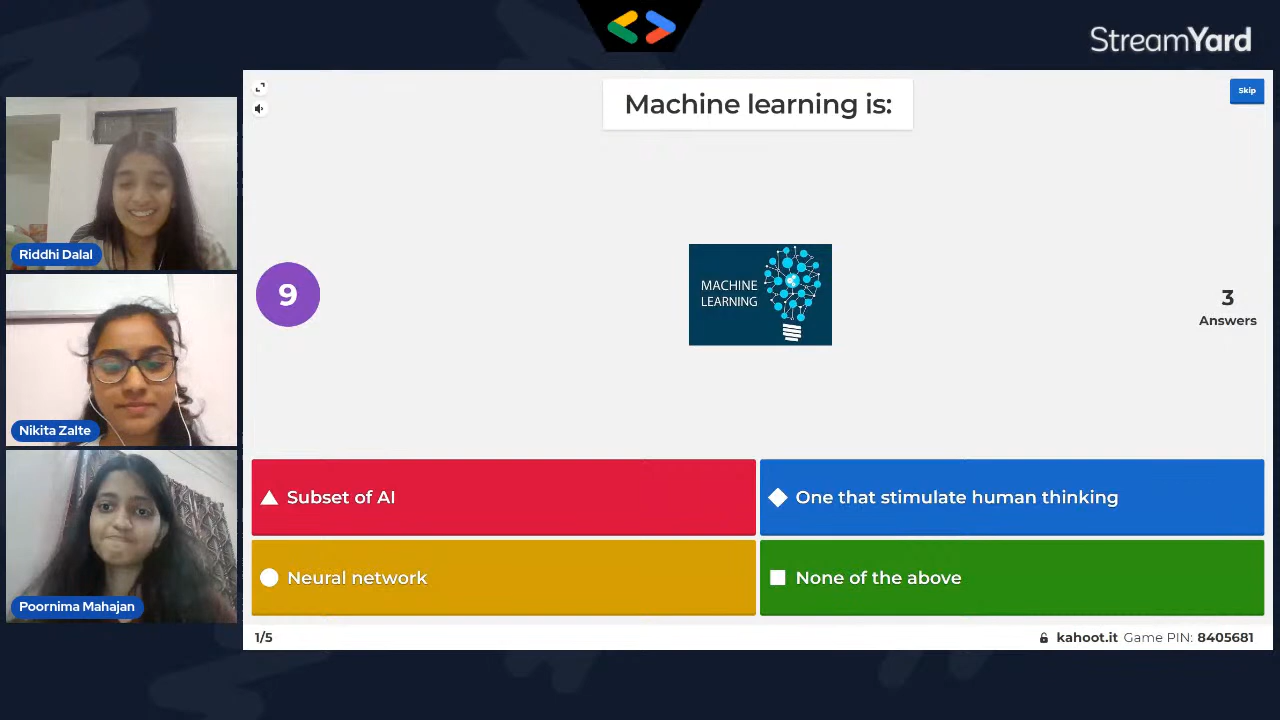 StreamYard
Machine learning is:
Skip
Riddhi Dalal
9
MACHINE
LEARNING
3
Answers
Nikita Zalte
Subset of AI
One that stimulate human thinking
Neural network
None of the above
Poornima Mahajan
1/5
kahoot.it Game PIN: 8405681